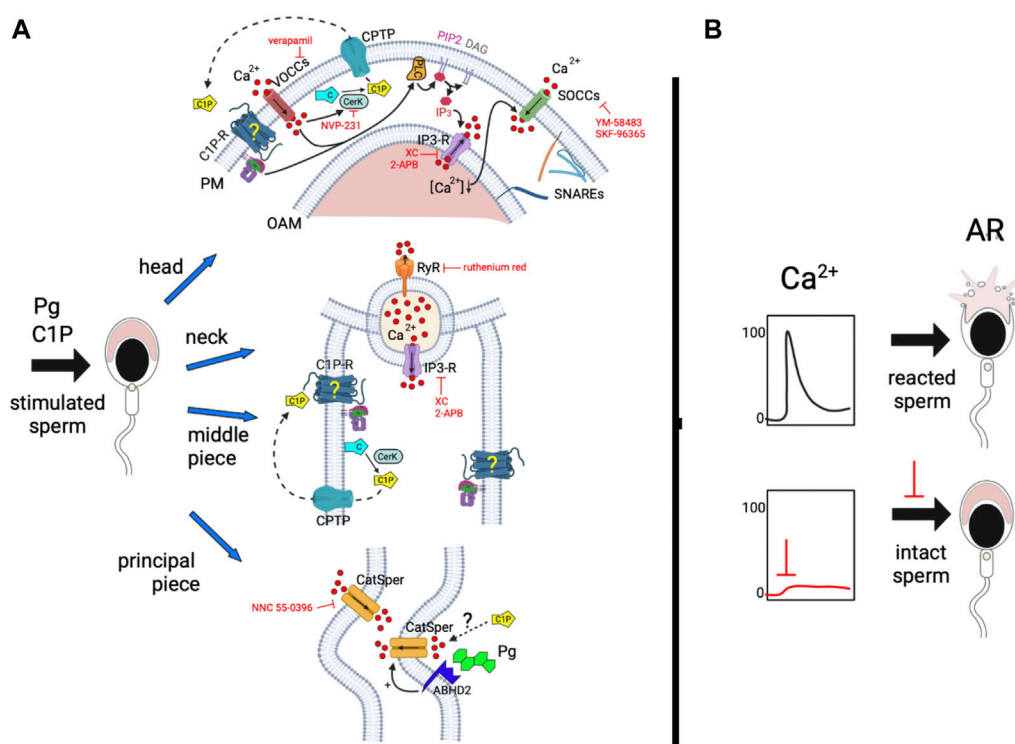 A
B
verapamil
CPTP
PIP2 DAG
Ca2+
VOCCs
C1P
PLC
Ca2+
C
C1P
CerK
SOCCs
C1P-R
?
NVP-231
IP3
YM-58483
SKF-96365
IP3-R
XC
2-APB
PM
[Ca2+]
SNAREs
OAM
head
RyR
ruthenium red
Pg
C1P
neck
Ca2+
stimulated
sperm
C1P-R
IP3-R
C1P
?
XC
2-APB
middle
piece
C
CerK
C1P
?
CPTP
principal
piece
CatSper
NNC 55-0396
CatSper
?
C1P
Pg
+
ABHD2
AR
Ca2+
100
0
reacted
sperm
100
0
intact
sperm